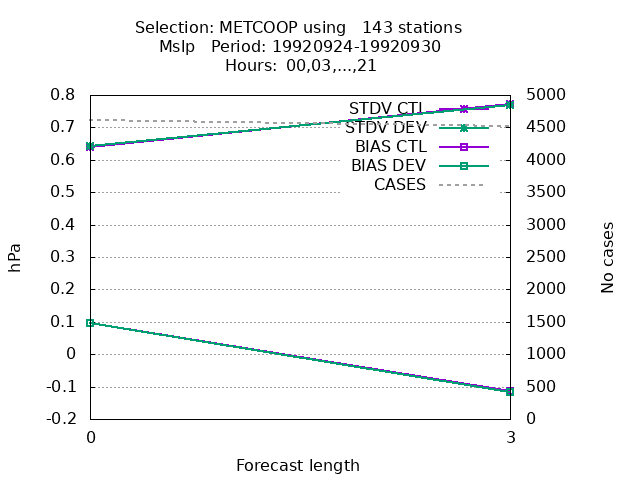 Selection: METCOOP using   143 stations
Mslp   Period: 19920924-19920930
Hours: 00,03,...,21
0.8
0.7
0.6
0.5
0.4
0.3
0.2
0.1
0
-0.1
-0.2
5000
4500
4000
3500
3000
2500
2000
1500
1000
500
0
STDV CTL
STDV DEV
BIAS CTL
BIAS DEV
CASES
hPa
No cases
0
3
Forecast length